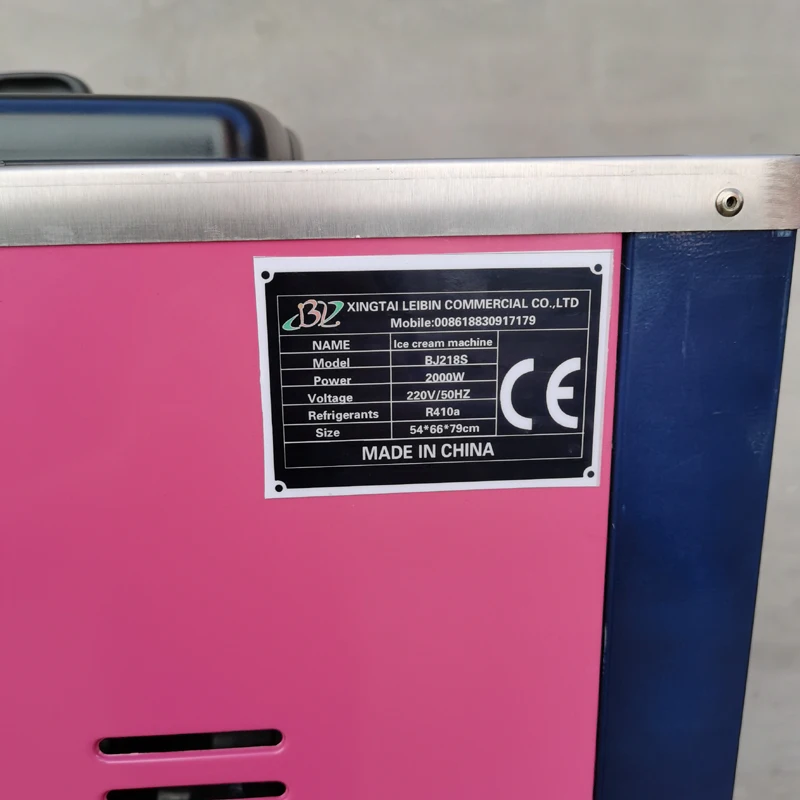 BL XINGTAI LEIBIN COMMERCIAL CO.,LTD
Mobile:008618830917179
NAME Ice cream machine
Model BJ218S
Power 2000W
Voltage 220V/50HZ
Refrigerants R410a
Size 54*66*79cm
CE
MADE IN CHINA